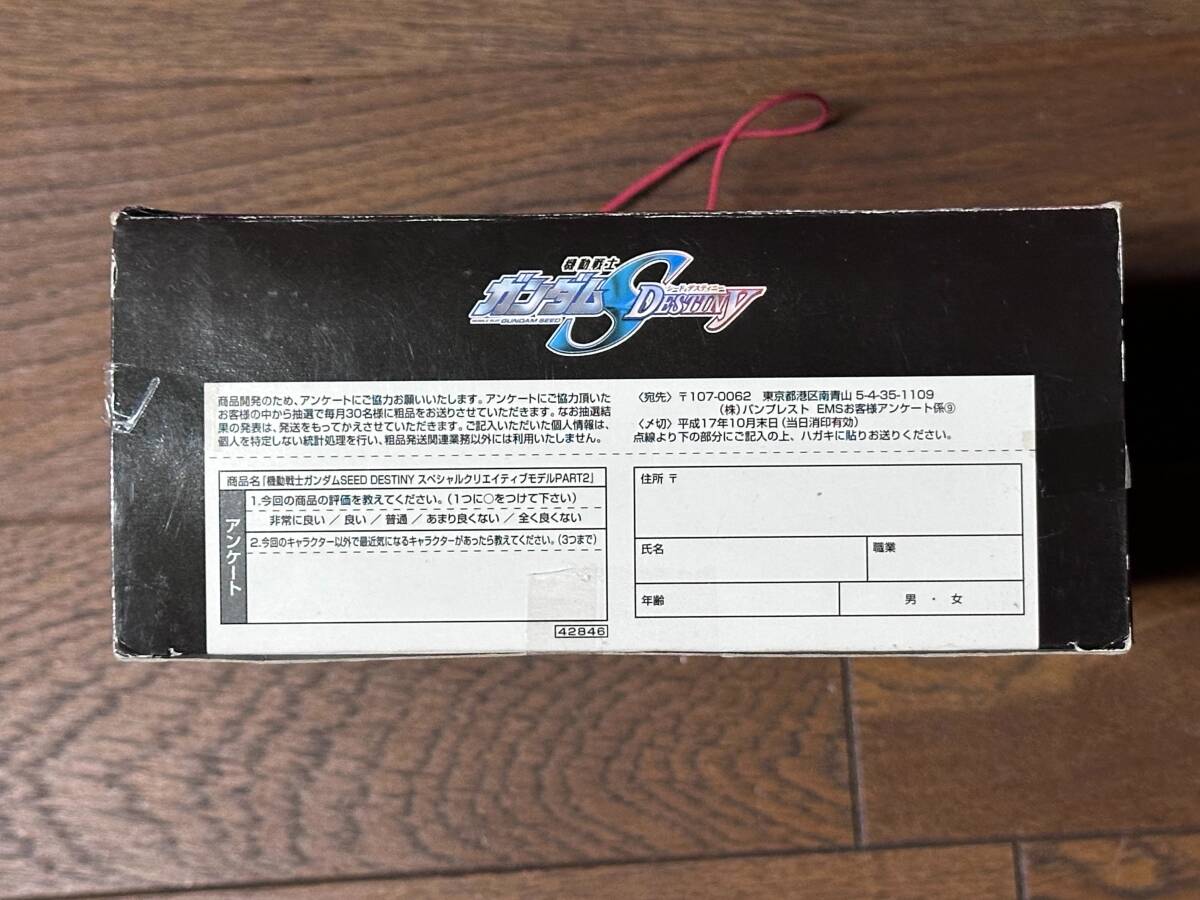 機動戦士
ガンダムSEED DESTINY
シード デスティニー
MOBILE SUIT GUNDAM SEED
商品開発のため、アンケートにご協力お願いいたします。アンケートにご協力頂いた
お客様の中から抽選で毎月30名様に粗品をお送りさせていただきます。なお抽選結
果の発表は、発送をもってかえさせていただきます。ご記入いただいた個人情報は、
個人を特定しない統計処理を行い、粗品発送関連業務以外には利用いたしません。
〈宛先〉〒107-0062 東京都港区南青山 5-4-35-1109
(株)バンプレスト EMSお客様アンケート係⑨
〈〆切〉平成17年10月末日(当日消印有効)
点線より下の部分にご記入の上、ハガキに貼りお送りください。
商品名『機動戦士ガンダムSEED DESTINY スペシャルクリエイティブモデルPART2』
アンケート
1.今回の商品の評価を教えてください。(1つに○をつけて下さい)
非常に良い / 良い / 普通 / あまり良くない / 全く良くない
2.今回のキャラクター以外で最近気になるキャラクターがあったら教えてください。(3つまで)
42846
住所 〒
氏名
職業
年齢
男 ・ 女